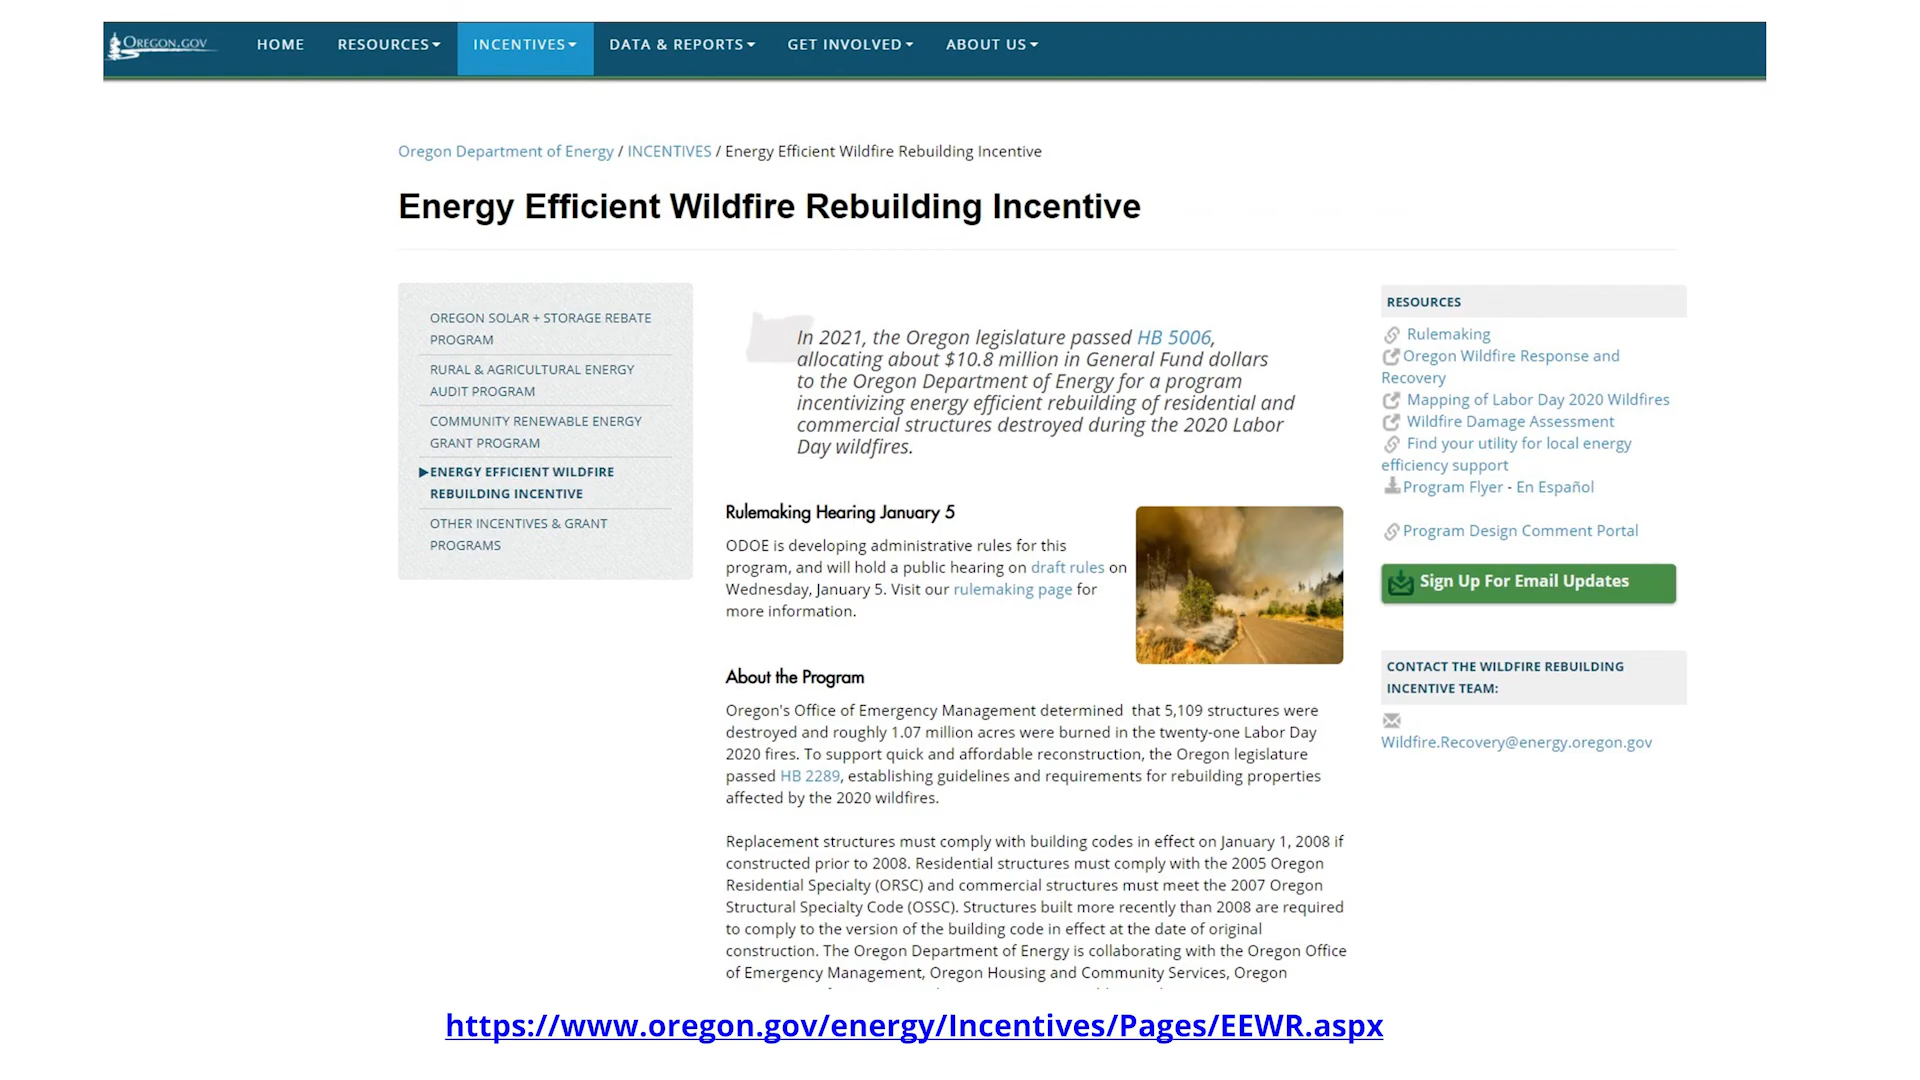 OREGON.GOV
HOME
RESOURCES
INCENTIVES
DATA & REPORTS
GET INVOLVED
ABOUT US
Oregon Department of Energy / INCENTIVES / Energy Efficient Wildfire Rebuilding Incentive
Energy Efficient Wildfire Rebuilding Incentive
OREGON SOLAR + STORAGE REBATE
PROGRAM
RURAL & AGRICULTURAL ENERGY
AUDIT PROGRAM
COMMUNITY RENEWABLE ENERGY
GRANT PROGRAM
ENERGY EFFICIENT WILDFIRE
REBUILDING INCENTIVE
OTHER INCENTIVES & GRANT
PROGRAMS
In 2021, the Oregon legislature passed HB 5006,
allocating about $10.8 million in General Fund dollars
to the Oregon Department of Energy for a program
incentivizing energy efficient rebuilding of residential and
commercial structures destroyed during the 2020 Labor
Day wildfires.
Rulemaking Hearing January 5
ODOE is developing administrative rules for this
program, and will hold a public hearing on draft rules on
Wednesday, January 5. Visit our rulemaking page for
more information.
About the Program
Oregon's Office of Emergency Management determined that 5,109 structures were
destroyed and roughly 1.07 million acres were burned in the twenty-one Labor Day
2020 fires. To support quick and affordable reconstruction, the Oregon legislature
passed HB 2289, establishing guidelines and requirements for rebuilding properties
affected by the 2020 wildfires.
Replacement structures must comply with building codes in effect on January 1, 2008 if
constructed prior to 2008. Residential structures must comply with the 2005 Oregon
Residential Specialty (ORSC) and commercial structures must meet the 2007 Oregon
Structural Specialty Code (OSSC). Structures built more recently than 2008 are required
to comply to the version of the building code in effect at the date of original
construction. The Oregon Department of Energy is collaborating with the Oregon Office
of Emergency Management, Oregon Housing and Community Services, Oregon
RESOURCES
Rulemaking
Oregon Wildfire Response and
Recovery
Mapping of Labor Day 2020 Wildfires
Wildfire Damage Assessment
Find your utility for local energy
efficiency support
Program Flyer - En Español
Program Design Comment Portal
Sign Up For Email Updates
CONTACT THE WILDFIRE REBUILDING
INCENTIVE TEAM:
Wildfire.Recovery@energy.oregon.gov
https://www.oregon.gov/energy/Incentives/Pages/EEWR.aspx